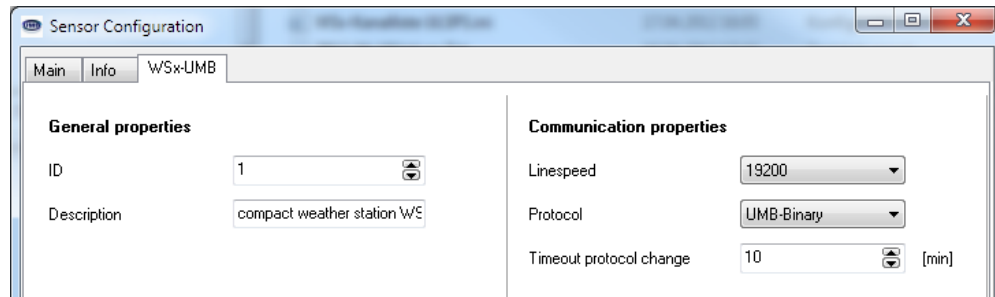 Sensor Configuration
Main Info WSx-UMB
General properties
ID 1
Description compact weather station WS
Communication properties
Linespeed 19200
Protocol UMB-Binary
Timeout protocol change 10 [min]